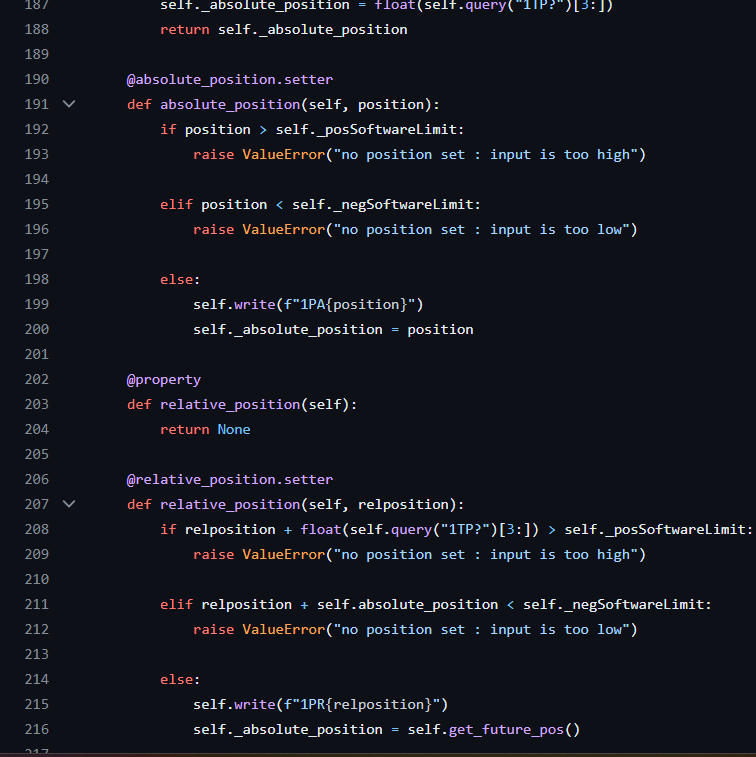 187 self._absolute_position = float(self.query("1TP?")[3:])
188 return self._absolute_position
189
190 @absolute_position.setter
191 def absolute_position(self, position):
192 if position > self._posSoftwareLimit:
193 raise ValueError("no position set : input is too high")
194
195 elif position < self._negSoftwareLimit:
196 raise ValueError("no position set : input is too low")
197
198 else:
199 self.write(f"1PA{position}")
200 self._absolute_position = position
201
202 @property
203 def relative_position(self):
204 return None
205
206 @relative_position.setter
207 def relative_position(self, relposition):
208 if relposition + float(self.query("1TP?")[3:]) > self._posSoftwareLimit:
209 raise ValueError("no position set : input is too high")
210
211 elif relposition + self.absolute_position < self._negSoftwareLimit:
212 raise ValueError("no position set : input is too low")
213
214 else:
215 self.write(f"1PR{relposition}")
216 self._absolute_position = self.get_future_pos()
217